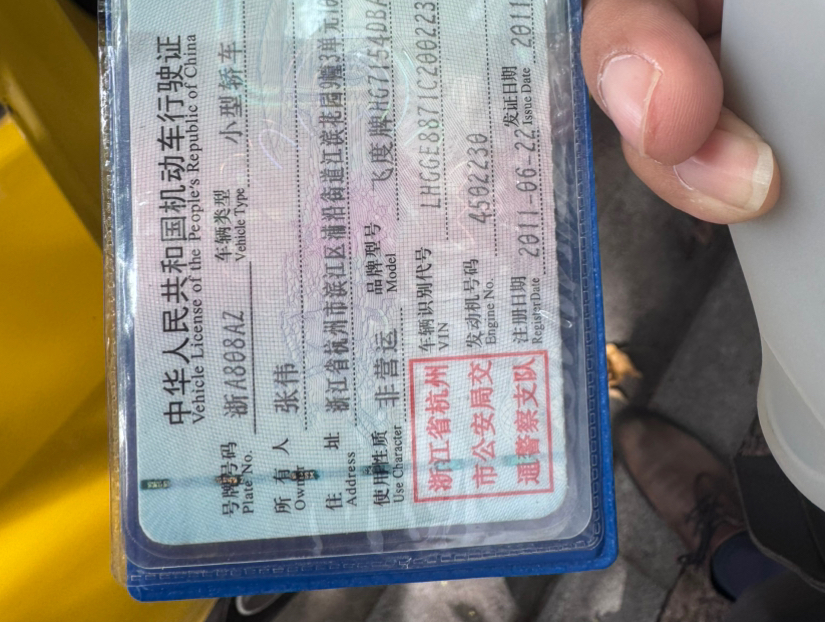 中华人民共和国机动车行驶证
Vehicle License of the People's Republic of China
号牌号码 浙A808AZ 车辆类型 小型轿车
Plate No. Vehicle Type
所有人 张伟
Owner
住址 浙江省杭州市滨江区浦沿街道江滨花园9幢3单元
Address
使用性质 非营运 品牌型号 飞度牌HG7154DBA
Use Character Model
浙江省杭州
市公安局交
通警察支队
车辆识别代号 LHGGE8871C200223
VIN
发动机号码 4502230
Engine No.
注册日期 2011-06-22 发证日期 2011
RegisterDate Issue Date